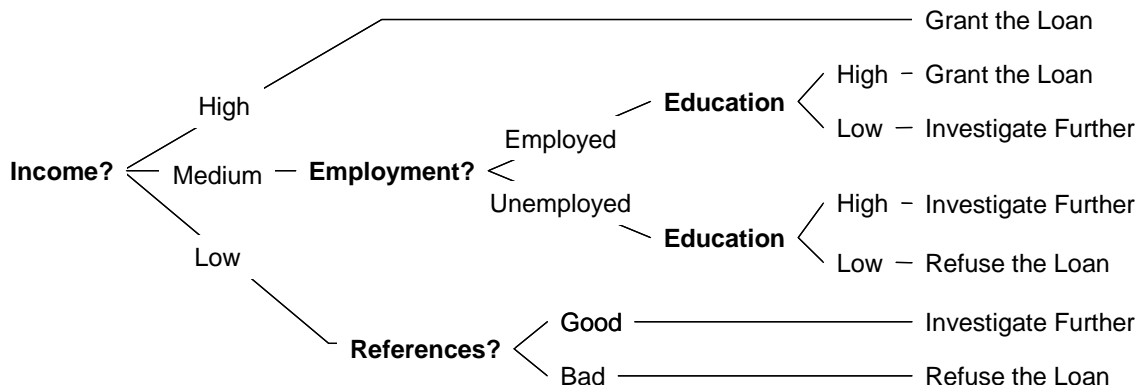 Grant the Loan
High Grant the Loan
High Education
Employed Low Investigate Further
Income? Medium Employment?
Unemployed High Investigate Further
Education
Low Low Refuse the Loan
Good Investigate Further
References?
Bad Refuse the Loan